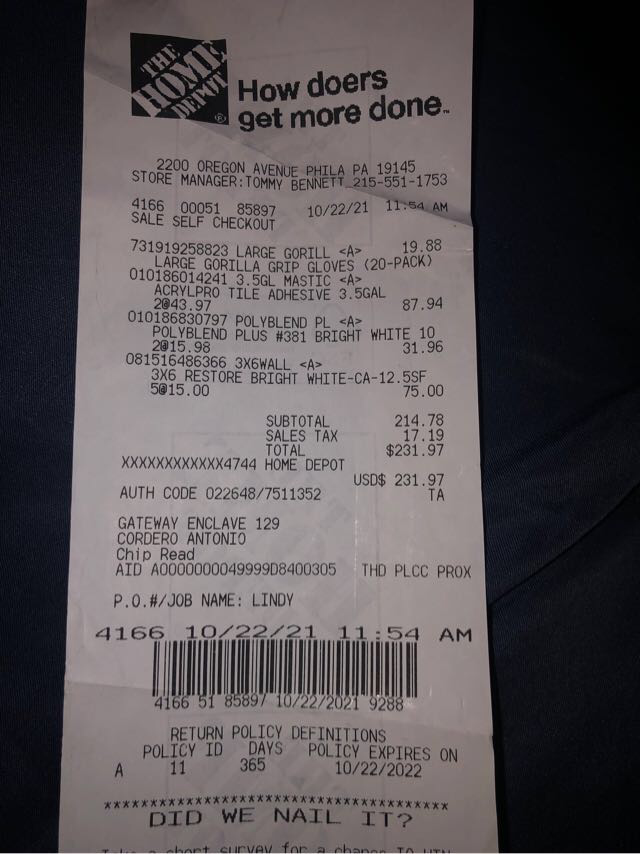 THE
HOME
DEPOT
How doers
get more done.
2200 OREGON AVENUE PHILA PA 19145
STORE MANAGER:TOMMY BENNETT 215-551-1753
4166 00051 85897 10/22/21 11:54 AM
SALE SELF CHECKOUT
731919258823 LARGE GORILL <A> 19.88
LARGE GORILLA GRIP GLOVES (20-PACK)
010186014241 3.5GL MASTIC <A>
ACRYLPRO TILE ADHESIVE 3.5GAL
2@43.97 87.94
010186830797 POLYBLEND PL <A>
POLYBLEND PLUS #381 BRIGHT WHITE 10
2@15.98 31.96
081516486366 3X6WALL <A>
3X6 RESTORE BRIGHT WHITE-CA-12.5SF
5@15.00 75.00
SUBTOTAL 214.78
SALES TAX 17.19
TOTAL $231.97
XXXXXXXXXXXX4744 HOME DEPOT
USD$ 231.97
AUTH CODE 022648/7511352 TA
GATEWAY ENCLAVE 129
CORDERO ANTONIO
Chip Read
AID A0000000049999D8400305 THD PLCC PROX
P.O.#/JOB NAME: LINDY
4166 10/22/21 11:54 AM
4166 51 85897 10/22/2021 9288
RETURN POLICY DEFINITIONS
POLICY ID DAYS POLICY EXPIRES ON
A 11 365 10/22/2022
****************************************
DID WE NAIL IT?
Take a short survey for a chance TO WIN